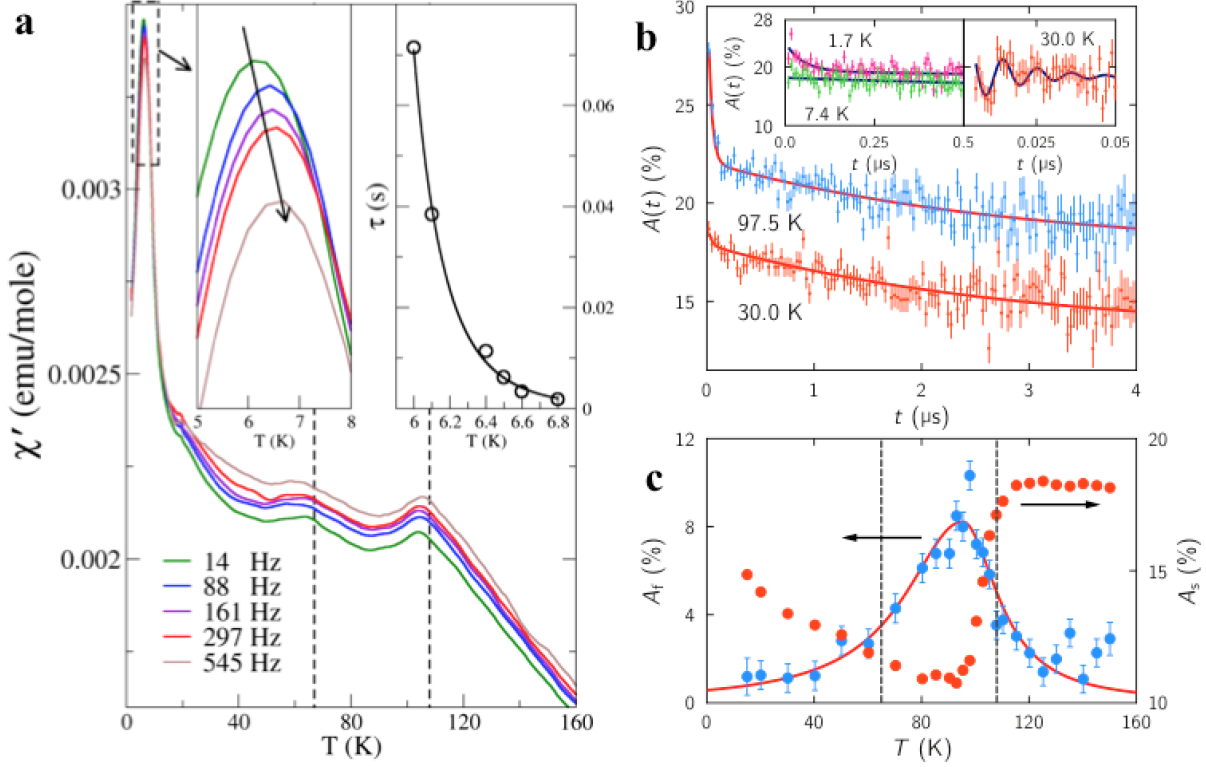 a
χ′ (emu/mole)
0.003
0.0025
0.002
0
40
80
120
160
T (K)
14 Hz
88 Hz
161 Hz
297 Hz
545 Hz
5
6
7
8
T (K)
τ (s)
0.06
0.04
0.02
0
6
6.2
6.4
6.6
6.8
T (K)
b
A(t) (%)
30
25
20
15
0
1
2
3
4
t (μs)
97.5 K
30.0 K
A(t) (%)
28
19
10
1.7 K
7.4 K
0.0
0.25
0.5
t (μs)
30.0 K
0
0.025
0.05
t (μs)
c
A_f (%)
12
8
4
0
20
15
10
A_s (%)
0
40
80
120
160
T (K)